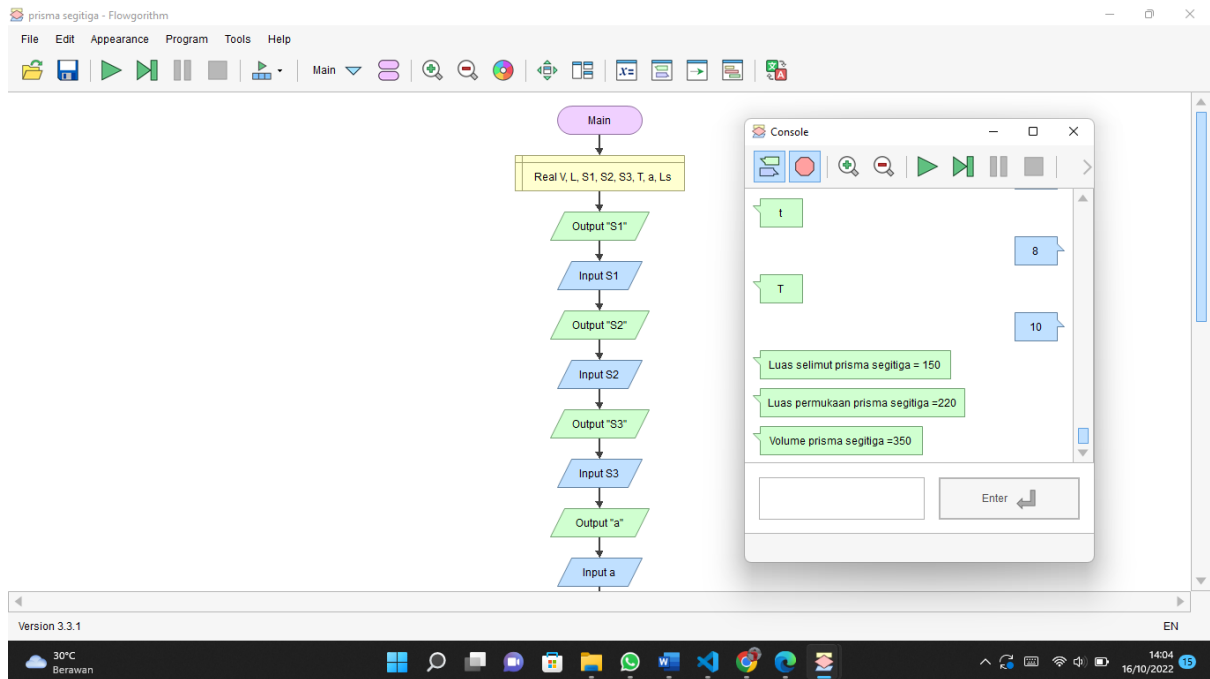 prisma segitiga - Flowgorithm
File Edit Appearance Program Tools Help
Main
x=
Main
Real V, L, S1, S2, S3, T, a, Ls
Output "S1"
Input S1
Output "S2"
Input S2
Output "S3"
Input S3
Output "a"
Input a
Console
t
8
T
10
Luas selimut prisma segitiga = 150
Luas permukaan prisma segitiga =220
Volume prisma segitiga =350
Enter
Version 3.3.1 EN
30°C
Berawan
14:04
16/10/2022
15